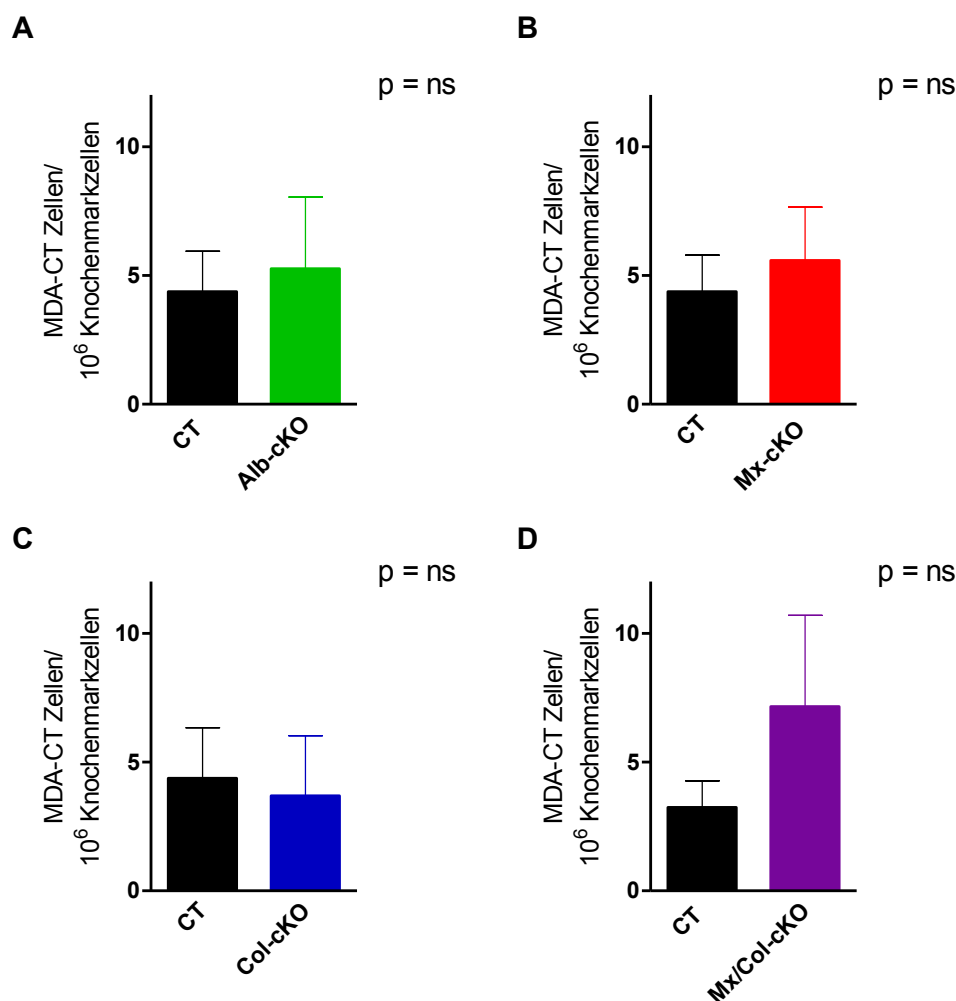 A
p = ns
MDA-CT Zellen/
10⁶ Knochenmarkzellen
10
5
0
CT
Alb-cKO
B
p = ns
MDA-CT Zellen/
10⁶ Knochenmarkzellen
10
5
0
CT
Mx-cKO
C
p = ns
MDA-CT Zellen/
10⁶ Knochenmarkzellen
10
5
0
CT
Col-cKO
D
p = ns
MDA-CT Zellen/
10⁶ Knochenmarkzellen
10
5
0
CT
Mx/Col-cKO